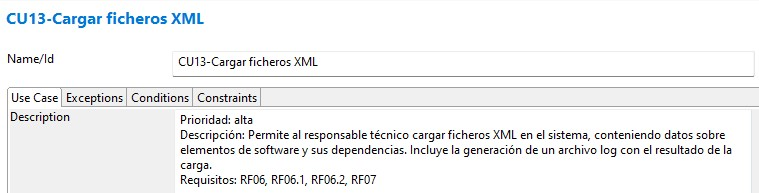 CU13-Cargar ficheros XML
Name/Id
CU13-Cargar ficheros XML
Use Case
Exceptions
Conditions
Constraints
Description
Prioridad: alta
Descripción: Permite al responsable técnico cargar ficheros XML en el sistema, conteniendo datos sobre
elementos de software y sus dependencias. Incluye la generación de un archivo log con el resultado de la
carga.
Requisitos: RF06, RF06.1, RF06.2, RF07